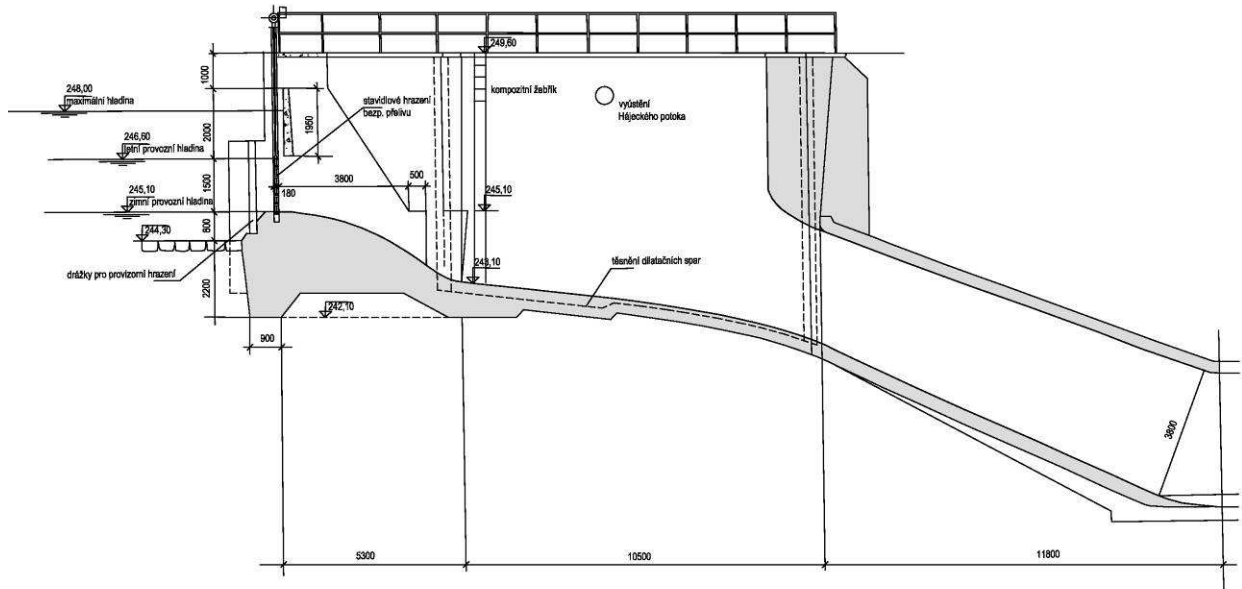 249,60
1000
kompozitní žebřík
248,00
maximální hladina
stavidlové hrazení
bezp. přelivu
vyústění
Hájeckého potoka
1950
2000
246,60
letní provozní hladina
3800
500
1500
180
245,10
zimní provozní hladina
245,10
800
244,30
drážky pro provizorní hrazení
243,10
těsnění dilatačních spar
2200
242,10
900
3800
5300
10500
11800